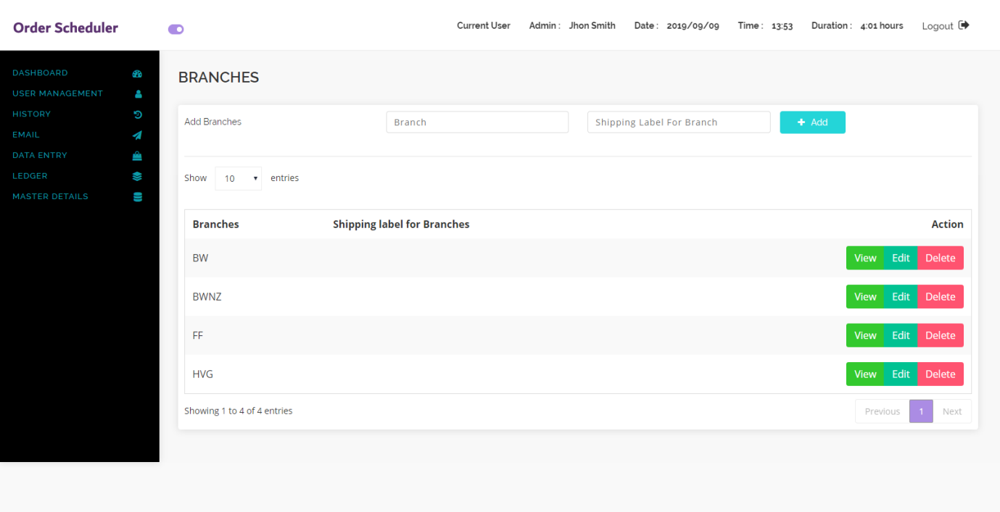 Order Scheduler
Current User Admin : Jhon Smith Date : 2019/09/09 Time : 13:53 Duration : 4:01 hours Logout
DASHBOARD
USER MANAGEMENT
HISTORY
EMAIL
DATA ENTRY
LEDGER
MASTER DETAILS
BRANCHES
Add Branches Branch Shipping Label For Branch + Add
Show 10 entries
Branches Shipping label for Branches Action
BW View Edit Delete
BWNZ View Edit Delete
FF View Edit Delete
HVG View Edit Delete
Showing 1 to 4 of 4 entries Previous 1 Next